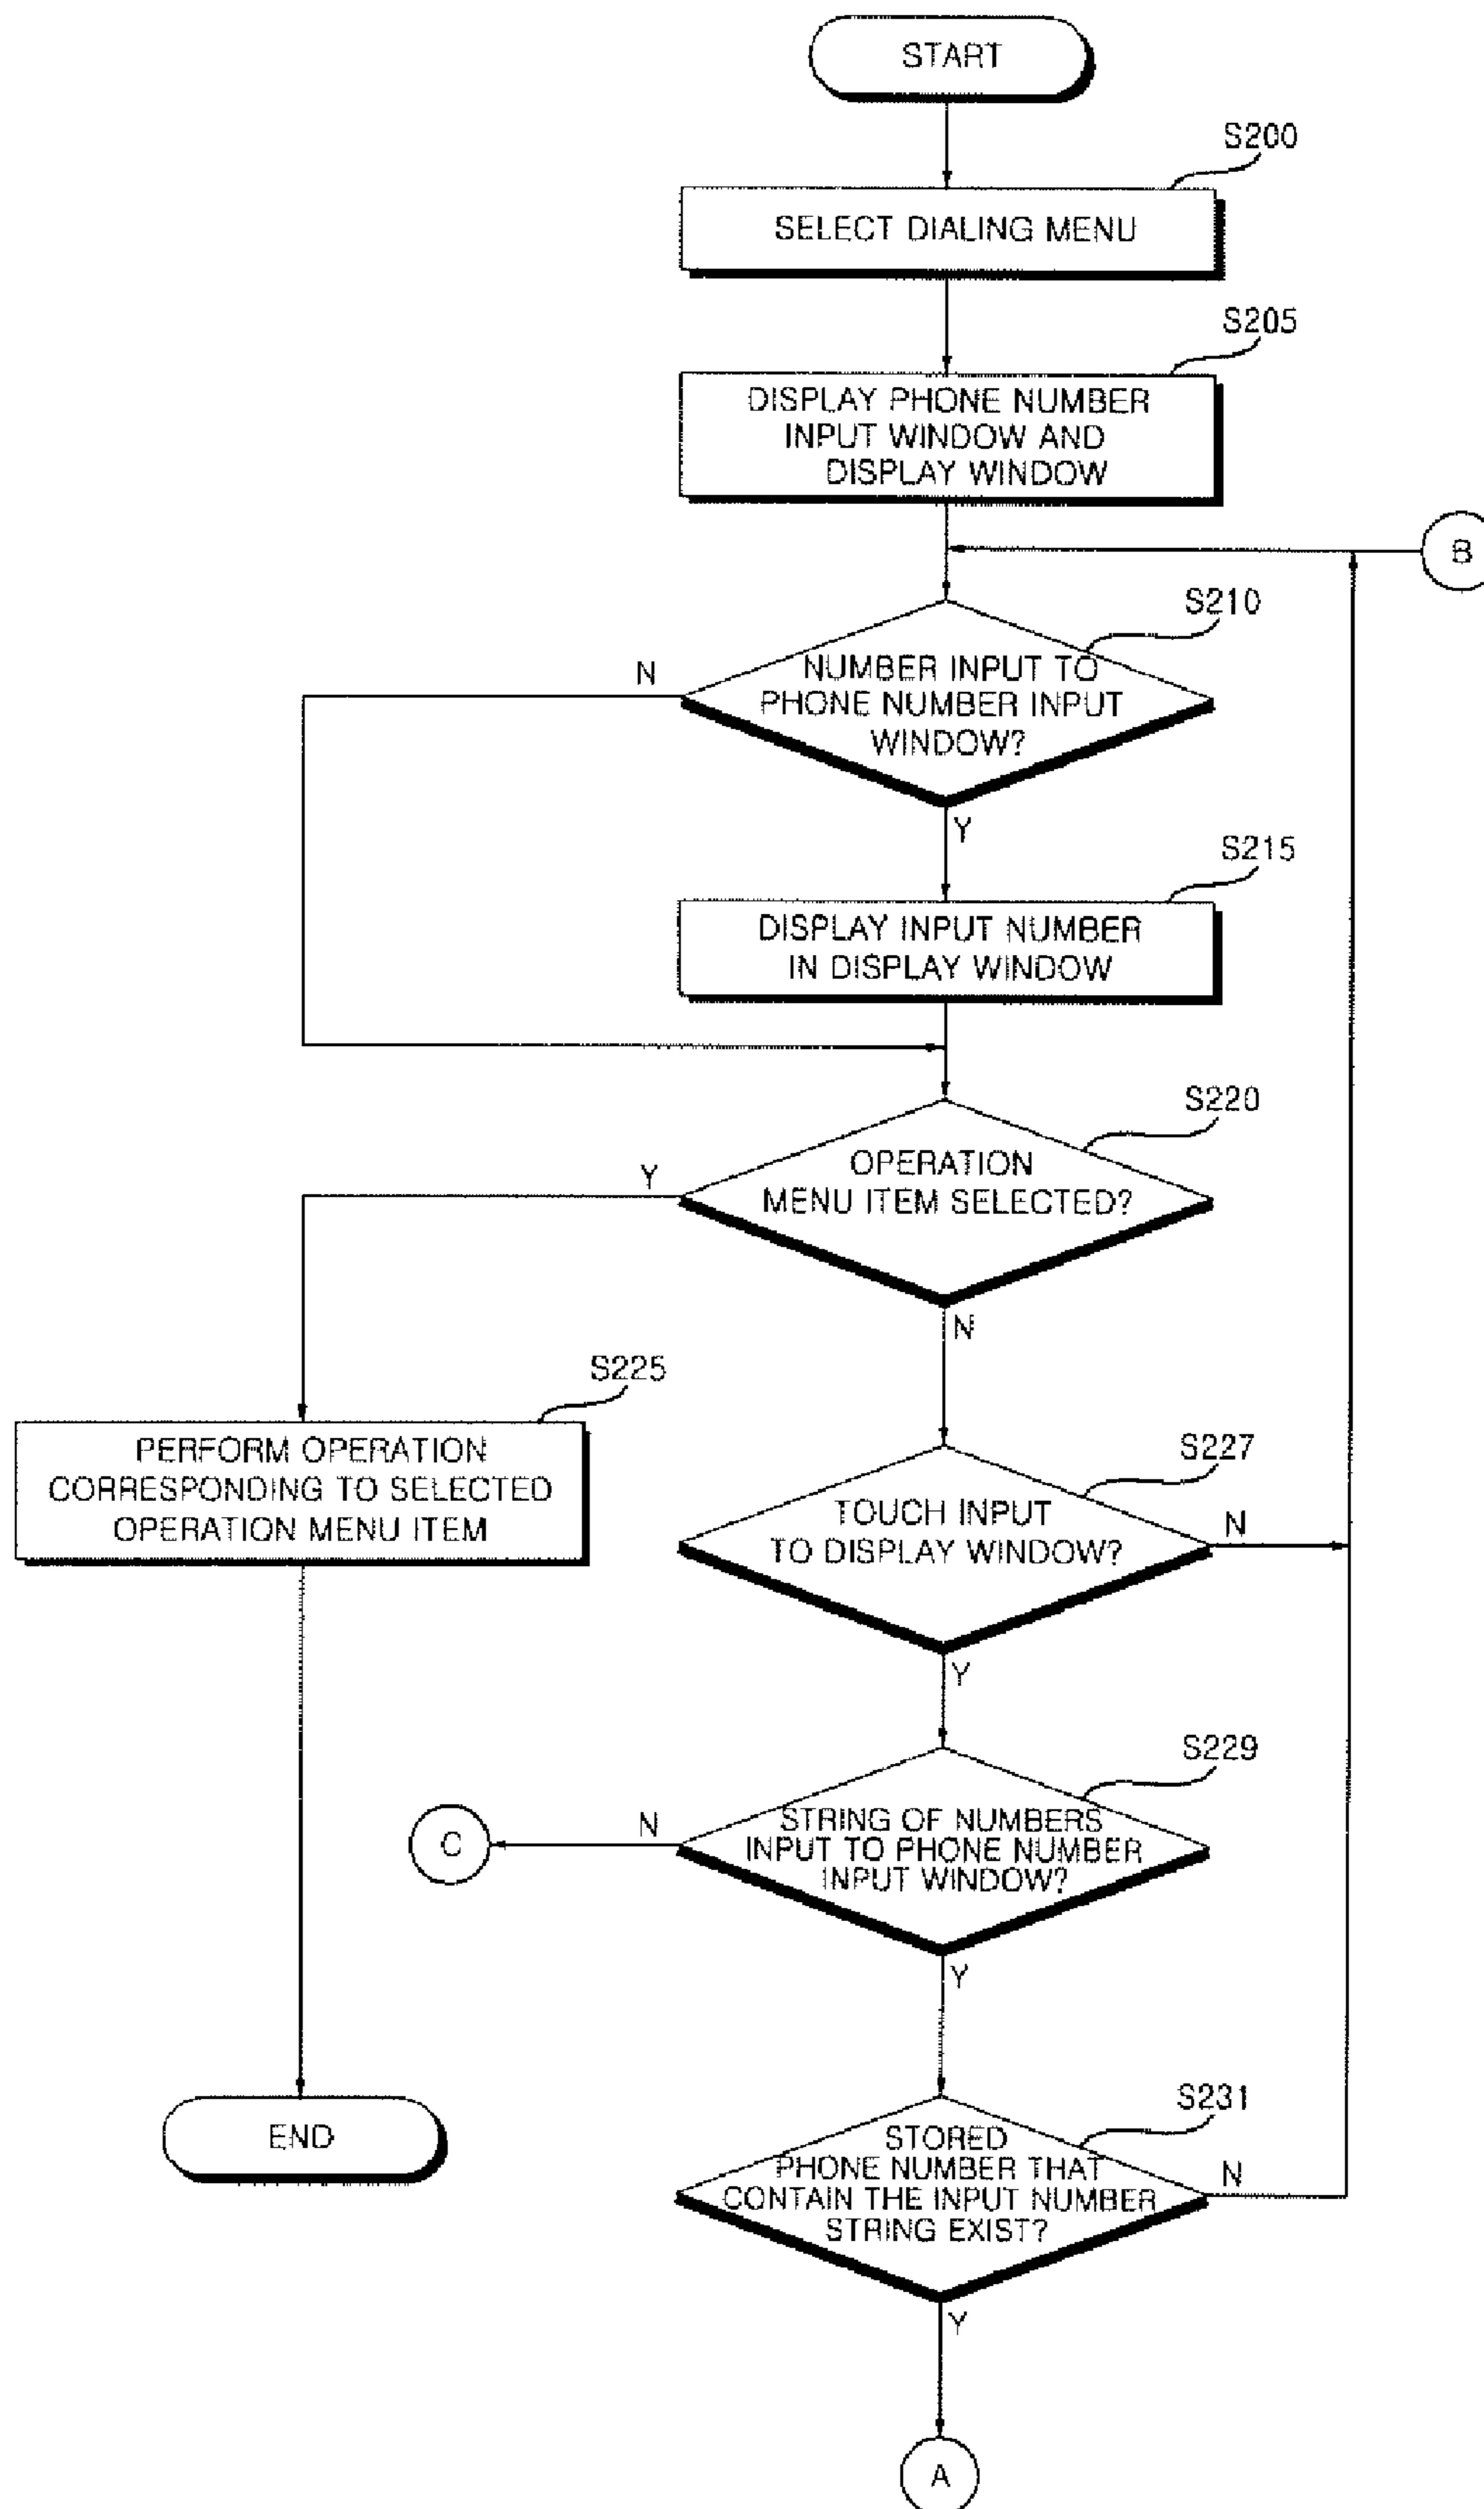 START
S200
SELECT DIALING MENU
S205
DISPLAY PHONE NUMBER
INPUT WINDOW AND
DISPLAY WINDOW
B
S210
N
NUMBER INPUT TO
PHONE NUMBER INPUT
WINDOW?
Y
S215
DISPLAY INPUT NUMBER
IN DISPLAY WINDOW
S220
Y
OPERATION
MENU ITEM SELECTED?
N
S225
PERFORM OPERATION
CORRESPONDING TO SELECTED
OPERATION MENU ITEM
S227
TOUCH INPUT
TO DISPLAY WINDOW?
N
Y
S229
C
N
STRING OF NUMBERS
INPUT TO PHONE NUMBER
INPUT WINDOW?
Y
END
S231
STORED
PHONE NUMBER THAT
CONTAIN THE INPUT NUMBER
STRING EXIST?
N
Y
A